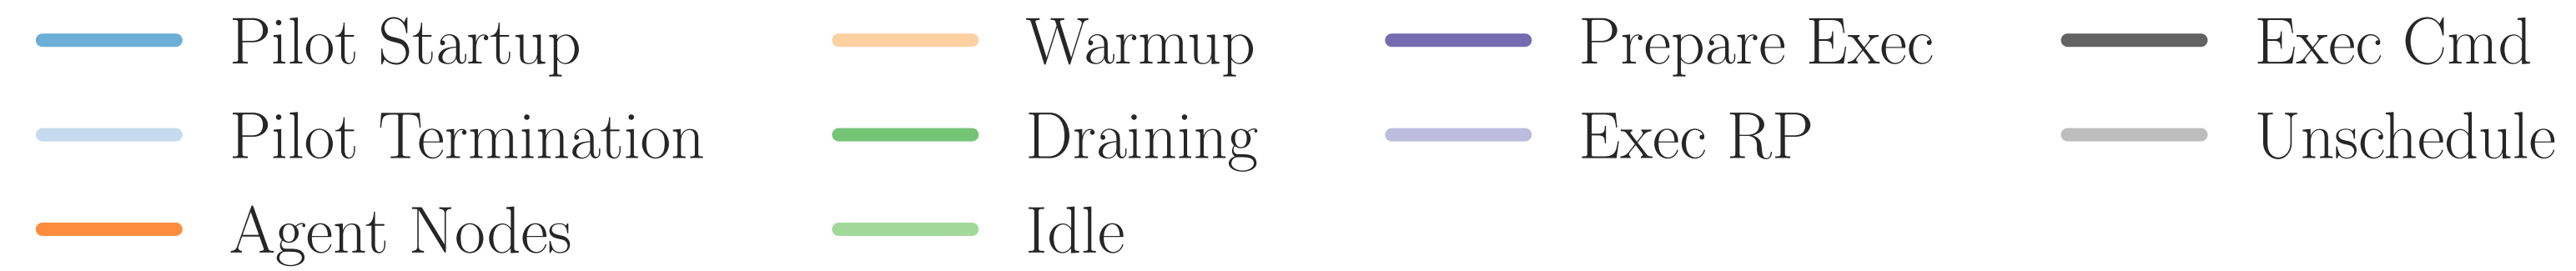 Pilot Startup Warmup Prepare Exec Exec Cmd
Pilot Termination Draining Exec RP Unschedule
Agent Nodes Idle